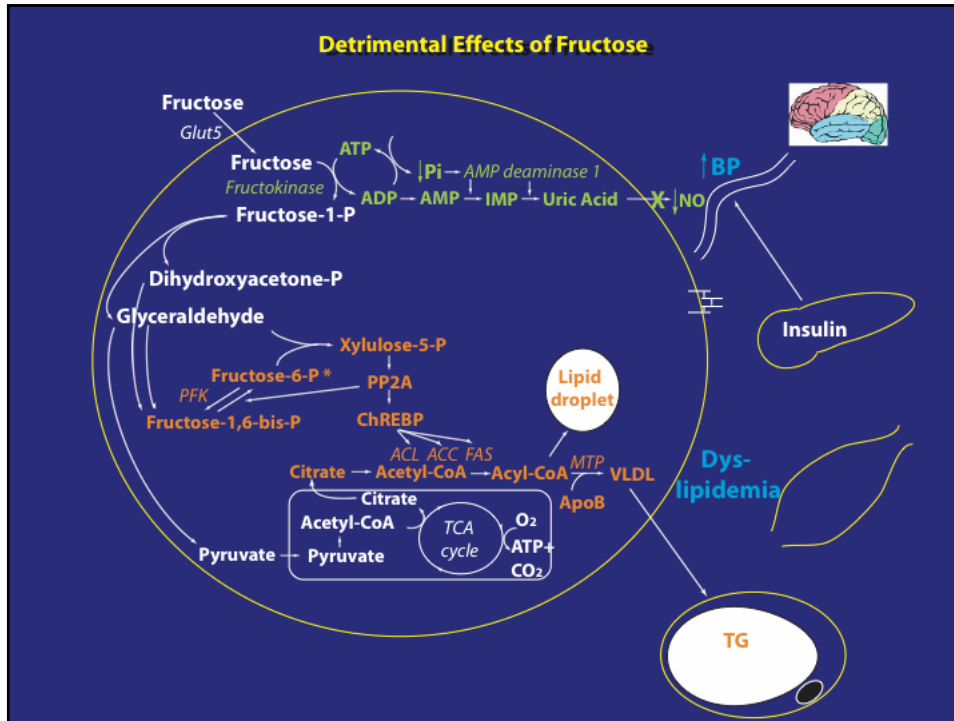 Detrimental Effects of Fructose
Fructose
Glut5
Fructose
Fructokinase
Fructose-1-P
ATP
ADP
↓Pi
AMP deaminase 1
AMP
IMP
Uric Acid
X
↓NO
↑BP
Dihydroxyacetone-P
Glyceraldehyde
Insulin
Xylulose-5-P
Fructose-6-P *
PFK
PP2A
Fructose-1,6-bis-P
ChREBP
Lipid
droplet
ACL ACC FAS
Citrate
Acetyl-CoA
Acyl-CoA
MTP
VLDL
ApoB
Dys-
lipidemia
Citrate
Acetyl-CoA
TCA
cycle
O2
ATP+
CO2
Pyruvate
Pyruvate
TG